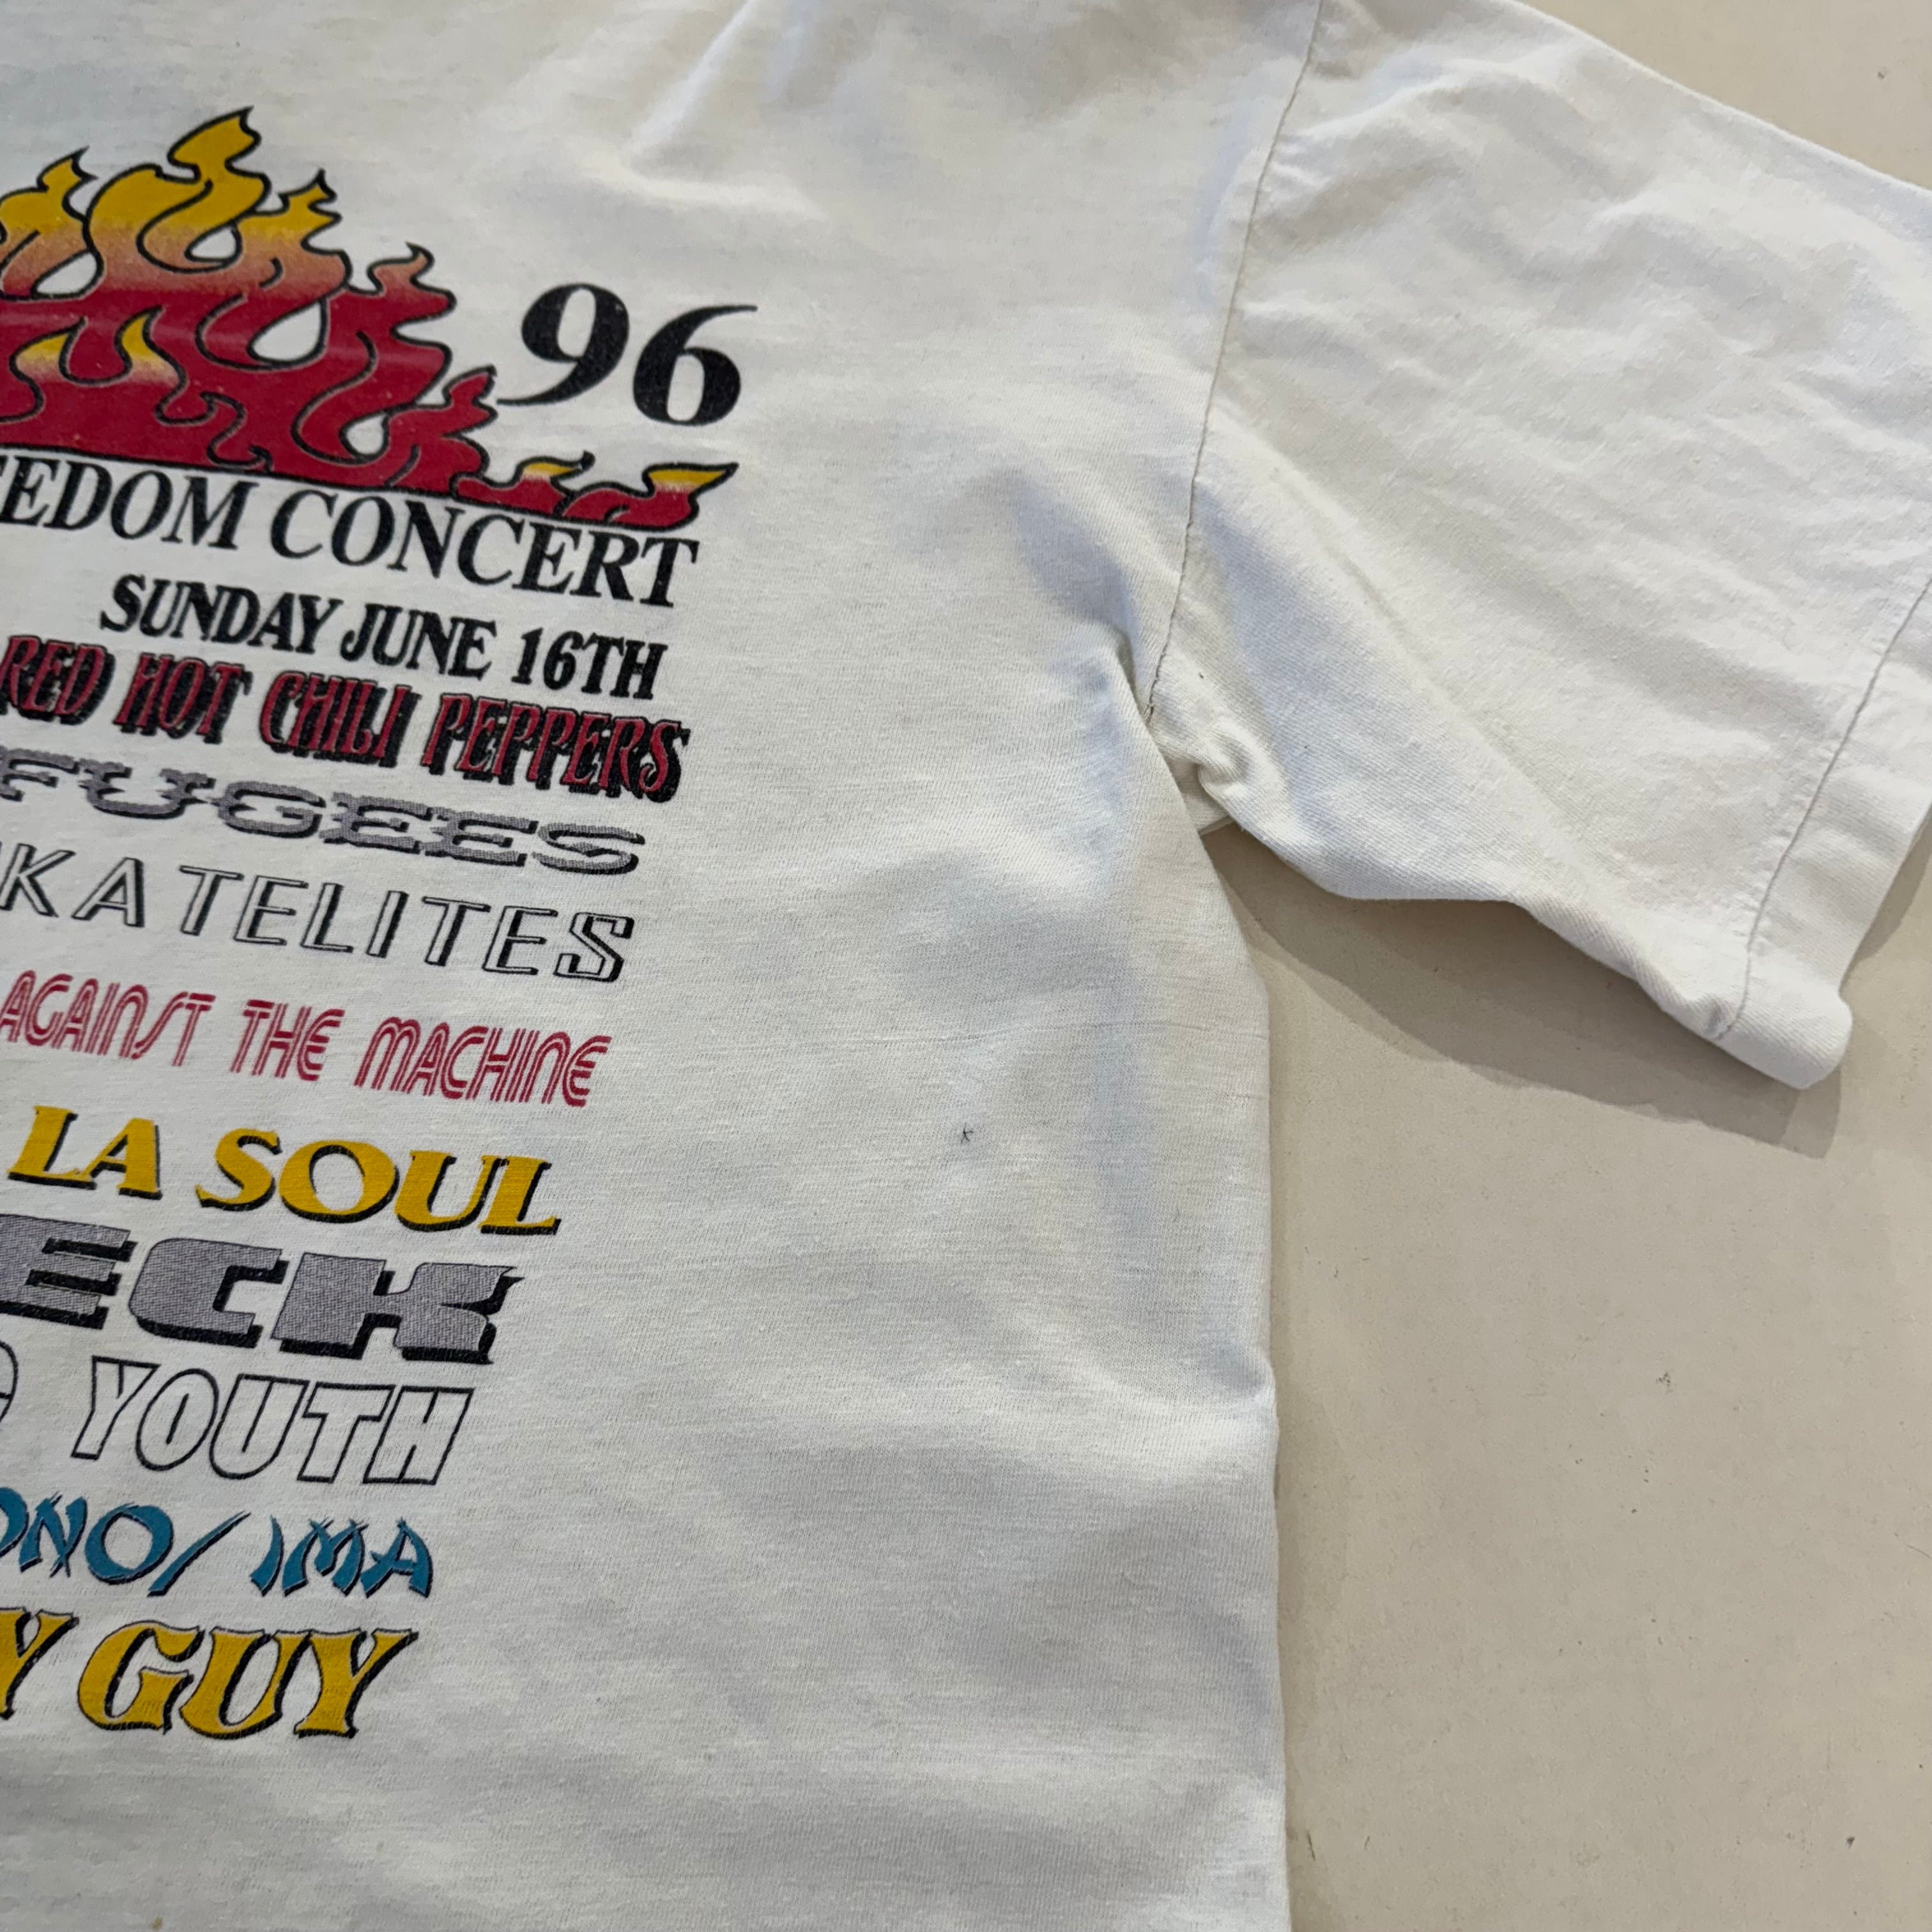 96
EEDOM CONCERT
SUNDAY JUNE 16TH
RED HOT CHILI PEPPERS
FUGEES
KATELITES
AGAINST THE MACHINE
LA SOUL
ECK
YOUTH
ONO/IMA
Y GUY